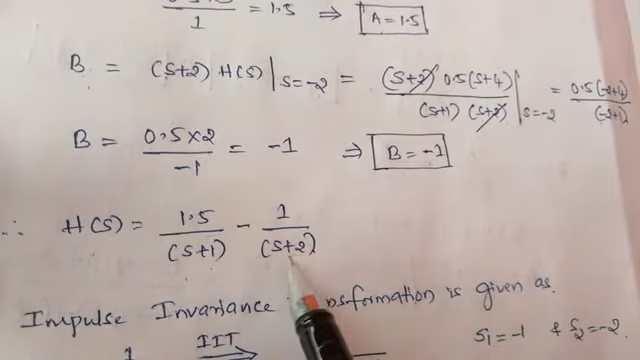 /1 = 1.5 ⇒ A = 1.5
B = (S+2) H(S) |S=-2 = (S+2) 0.5(S+4) / (S+1) (S+2) |S=-2 = 0.5(-2+4) / (-2+1)
B = 0.5×2 / -1 = -1 ⇒ B = -1
∴ H(S) = 1.5 / (S+1) - 1 / (S+2)
Impulse Invariance is given as.
S1=-1 & S2=-2.
1 IIT